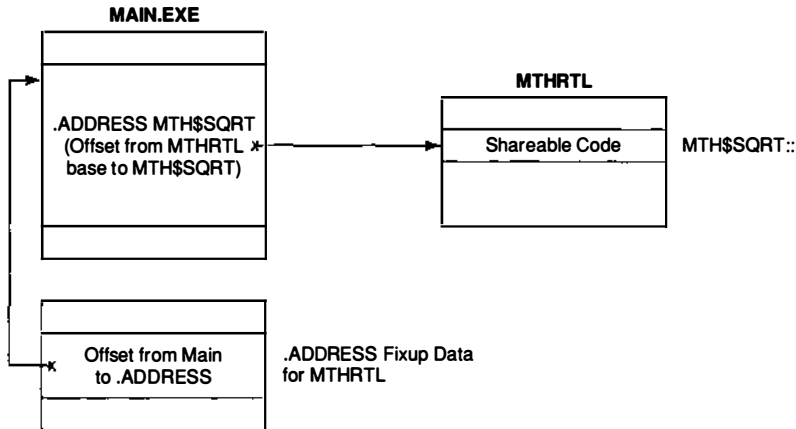 MAIN.EXE
.ADDRESS MTH$SQRT
(Offset from MTHRTL
base to MTH$SQRT)
MTHRTL
Shareable Code
MTH$SQRT::
Offset from Main
to .ADDRESS
.ADDRESS Fixup Data
for MTHRTL